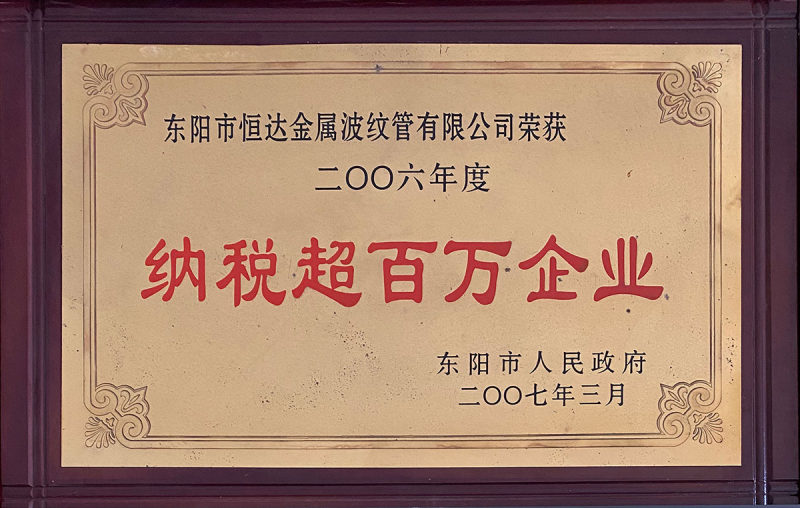 东阳市恒达金属波纹管有限公司荣获
二〇〇六年度
纳税超百万企业
东阳市人民政府
二〇〇七年三月